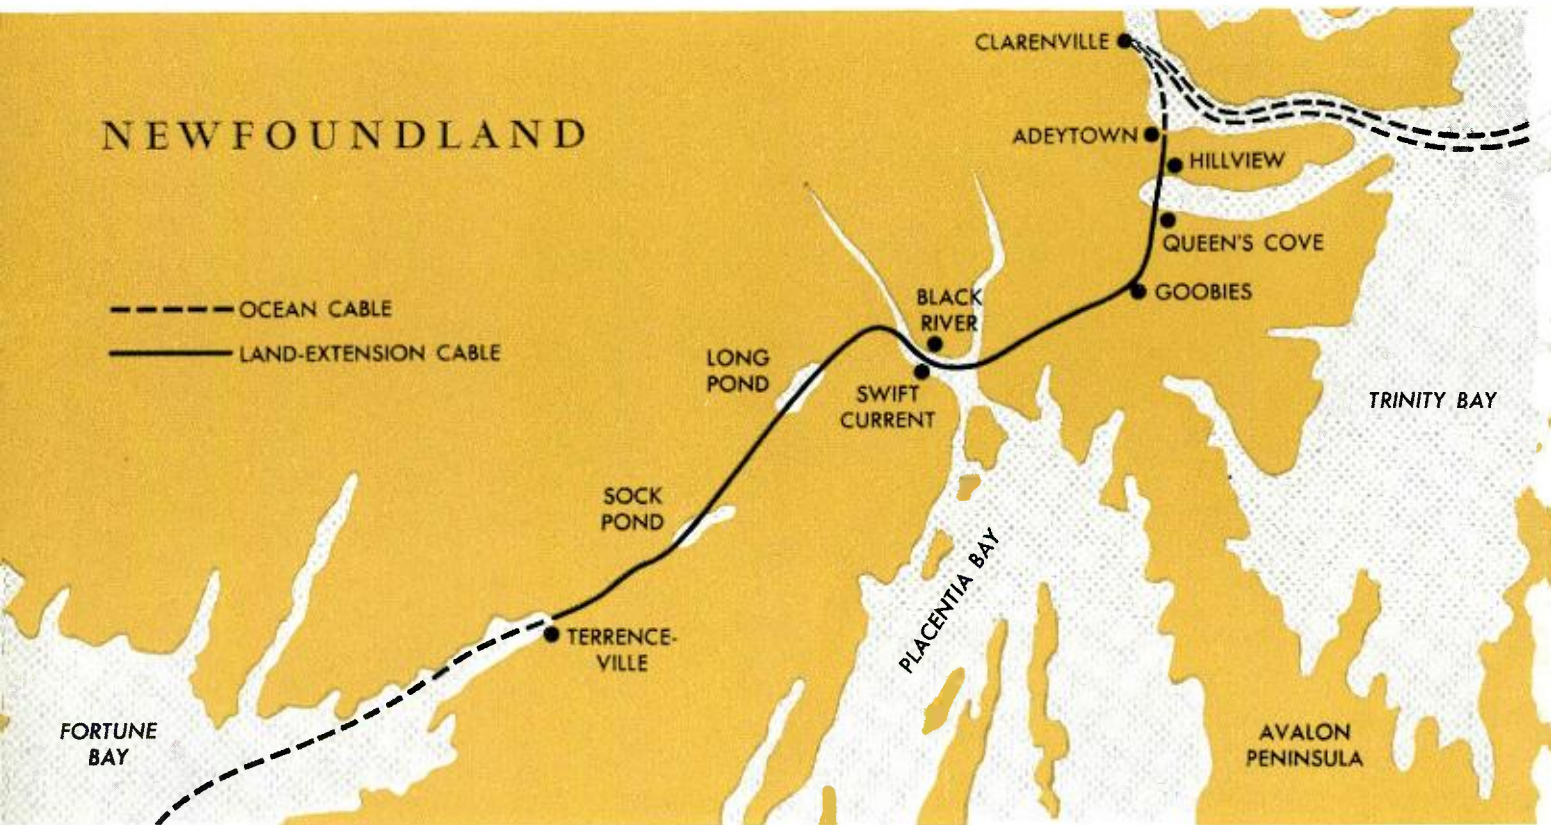 CLARENVILLE
NEWFOUNDLAND
ADEYTOWN
HILLVIEW
QUEEN'S COVE
OCEAN CABLE
LAND-EXTENSION CABLE
BLACK
RIVER
GOOBIES
LONG
POND
SWIFT
CURRENT
TRINITY BAY
SOCK
POND
PLACENTIA BAY
TERRENCE-
VILLE
FORTUNE
BAY
AVALON
PENINSULA